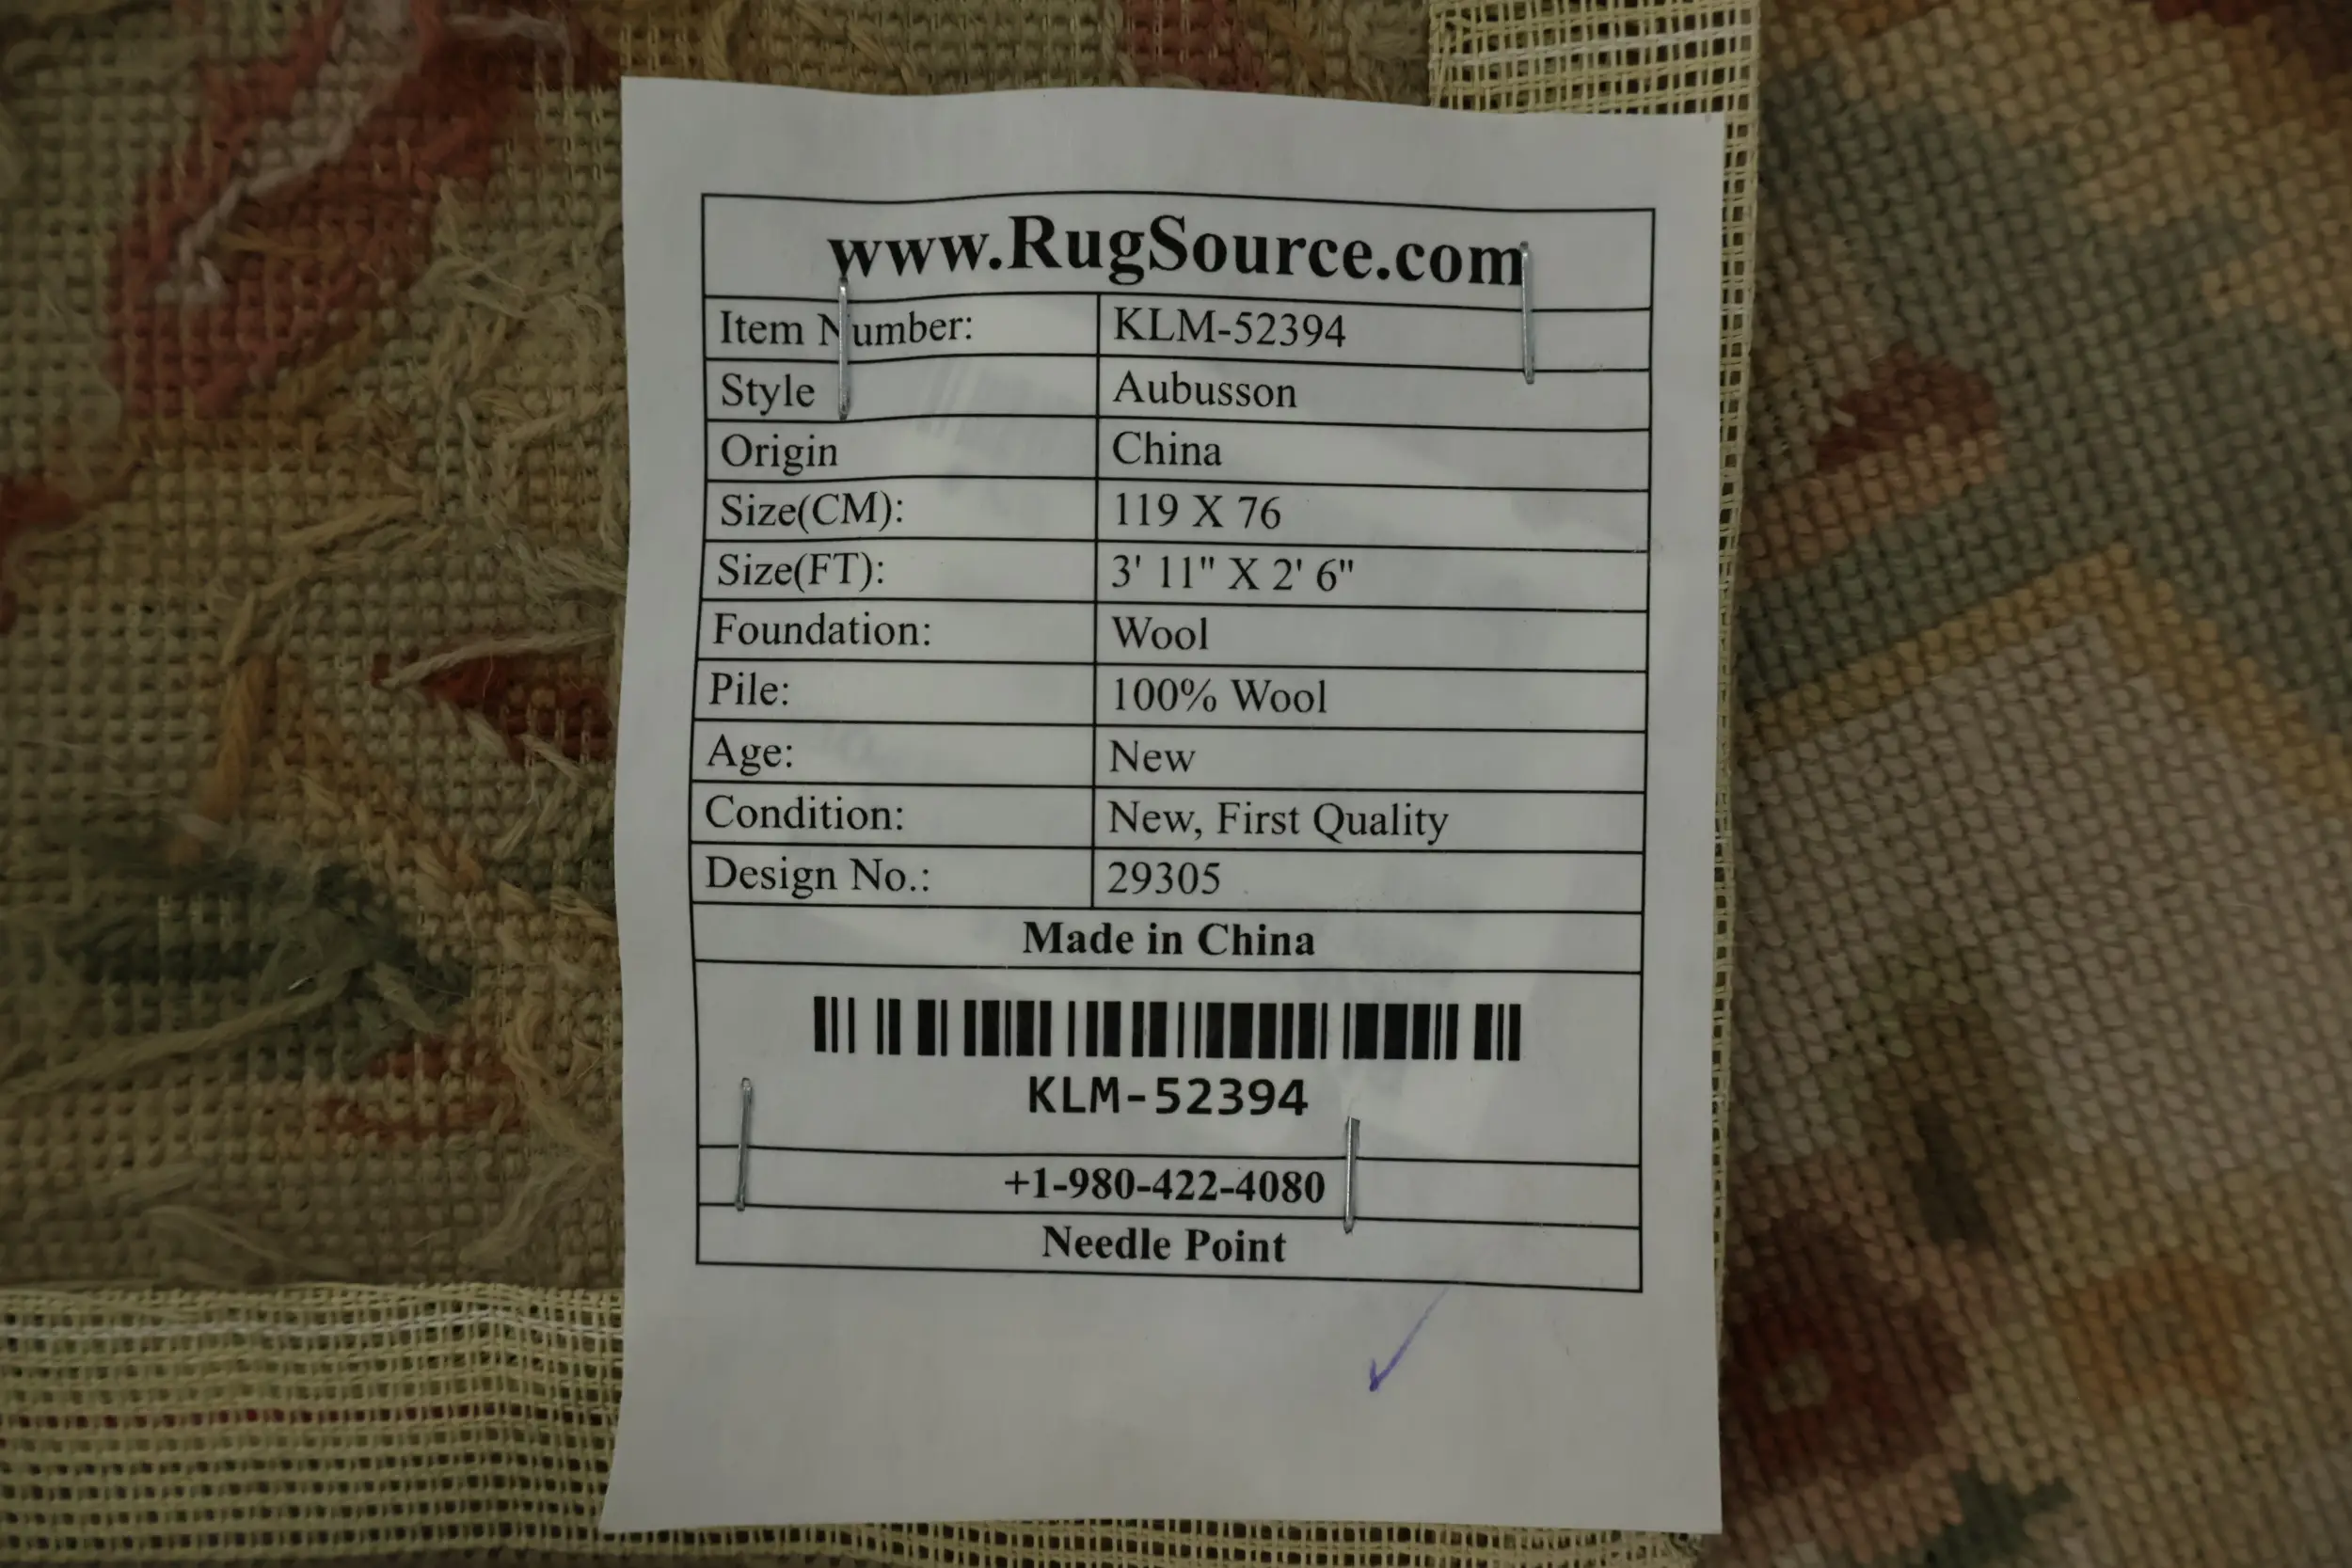 www.RugSource.com
Item Number: KLM-52394
Style Aubusson
Origin China
Size(CM): 119 X 76
Size(FT): 3' 11" X 2' 6"
Foundation: Wool
Pile: 100% Wool
Age: New
Condition: New, First Quality
Design No.: 29305
Made in China
KLM-52394
+1-980-422-4080
Needle Point